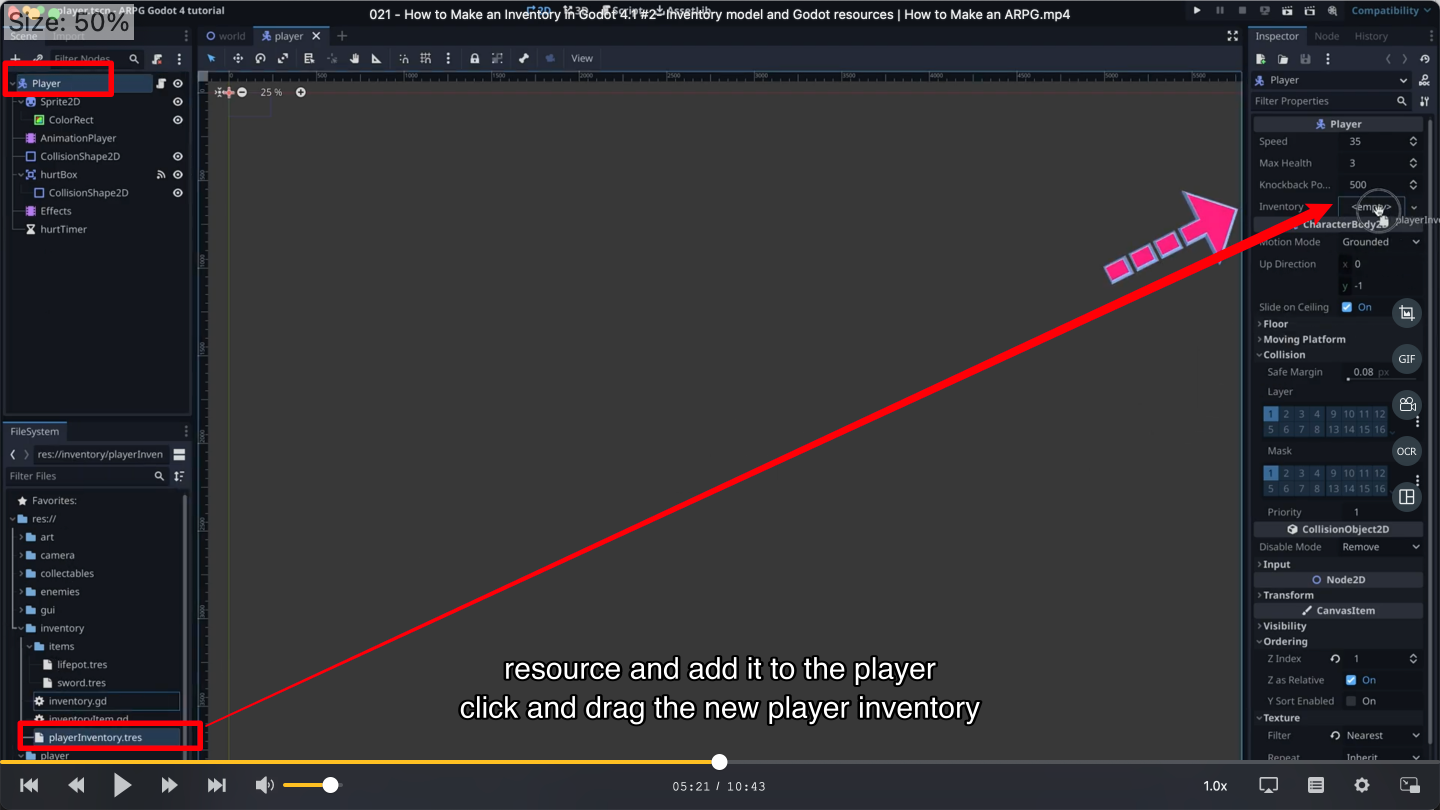 player.tscn - ARPG Godot 4 tutorial
021 - How to Make an Inventory in Godot 4.1 #2- Inventory model and Godot resources | How to Make an ARPG.mp4
Size: 50%
2D
3D
Script
AssetLib
Compatibility
Scene
Import
Filter Nodes
Player
Sprite2D
ColorRect
AnimationPlayer
CollisionShape2D
hurtBox
CollisionShape2D
Effects
hurtTimer
FileSystem
res://inventory/playerInven
Filter Files
Favorites:
res://
art
camera
collectables
enemies
gui
inventory
items
lifepot.tres
sword.tres
inventory.gd
inventoryItem.gd
playerInventory.tres
player
world
player
View
25 %
resource and add it to the player
click and drag the new player inventory
Inspector
Node
History
Player
Filter Properties
Player
Speed 35
Max Health 3
Knockback Po... 500
Inventory <empty>
playerInv
CharacterBody2D
Motion Mode Grounded
Up Direction x 0
y -1
Slide on Ceiling On
Floor
Moving Platform
Collision
Safe Margin 0.08 px
Layer
1 2 3 4 9 10 11 12
5 6 7 8 13 14 15 16
Mask
1 2 3 4 9 10 11 12
5 6 7 8 13 14 15 16
Priority 1
CollisionObject2D
Disable Mode Remove
Input
Node2D
Transform
CanvasItem
Visibility
Ordering
Z Index 1
Z as Relative On
Y Sort Enabled On
Texture
Filter Nearest
Repeat Inherit
GIF
OCR
05:21 / 10:43
1.0x